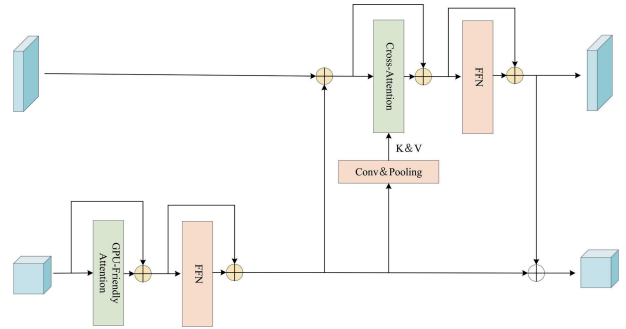 Cross-Attention
FFN
K&V
Conv&Pooling
GPU-Friendly
Attention
FFN